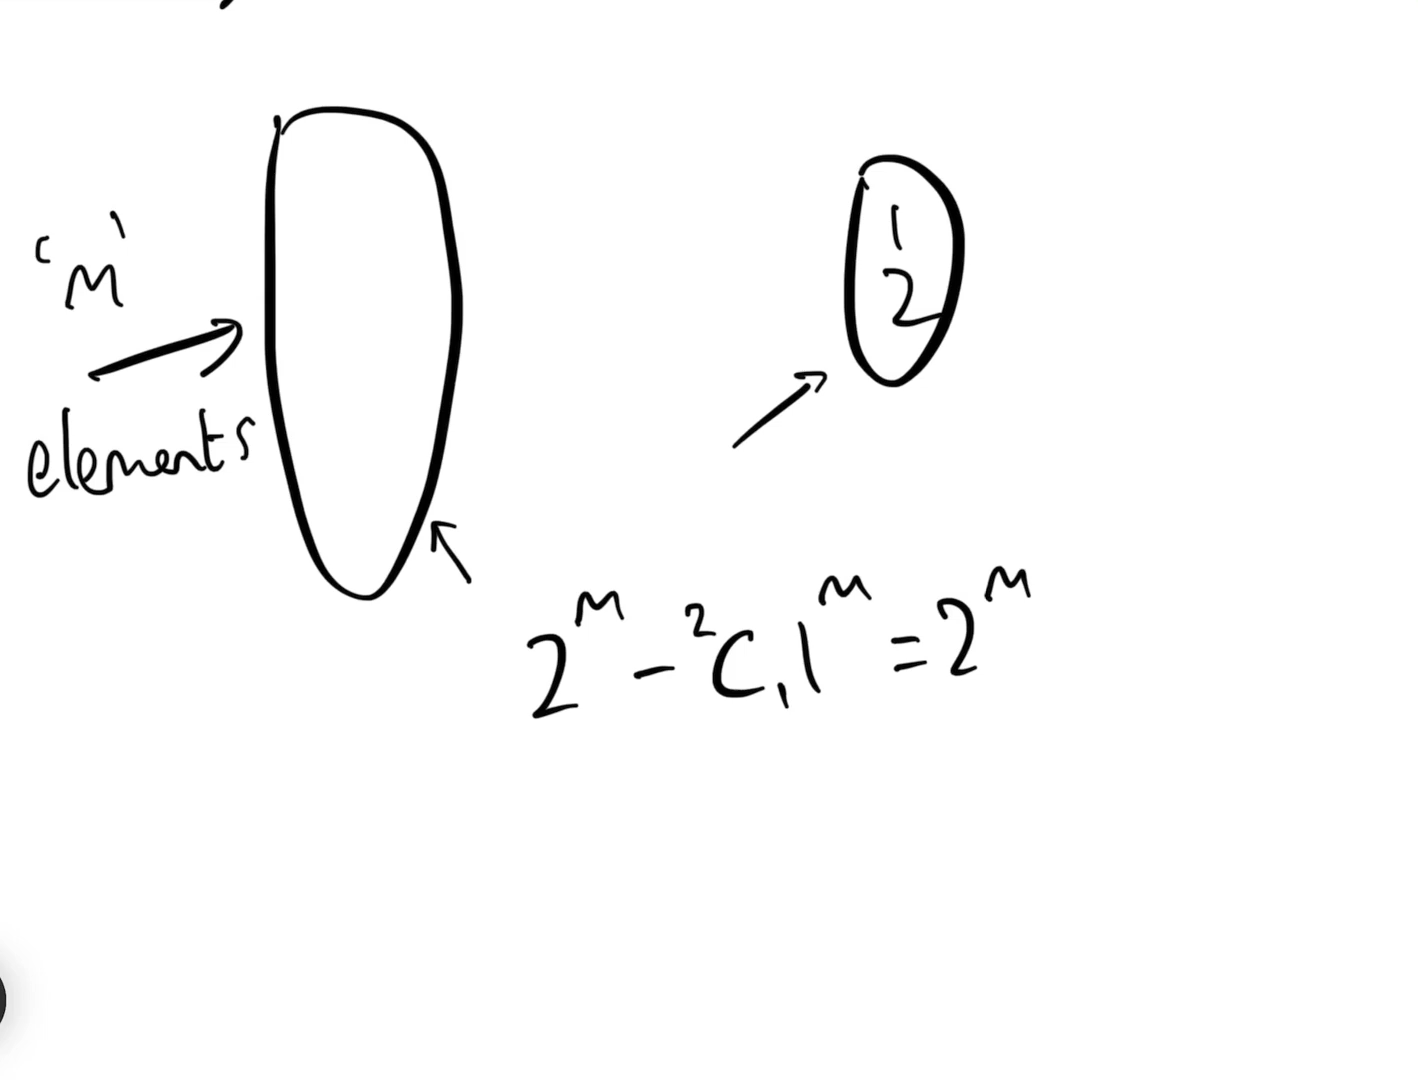 'M'
elements
1
2
2^M - ²C₁ 1^M = 2^M